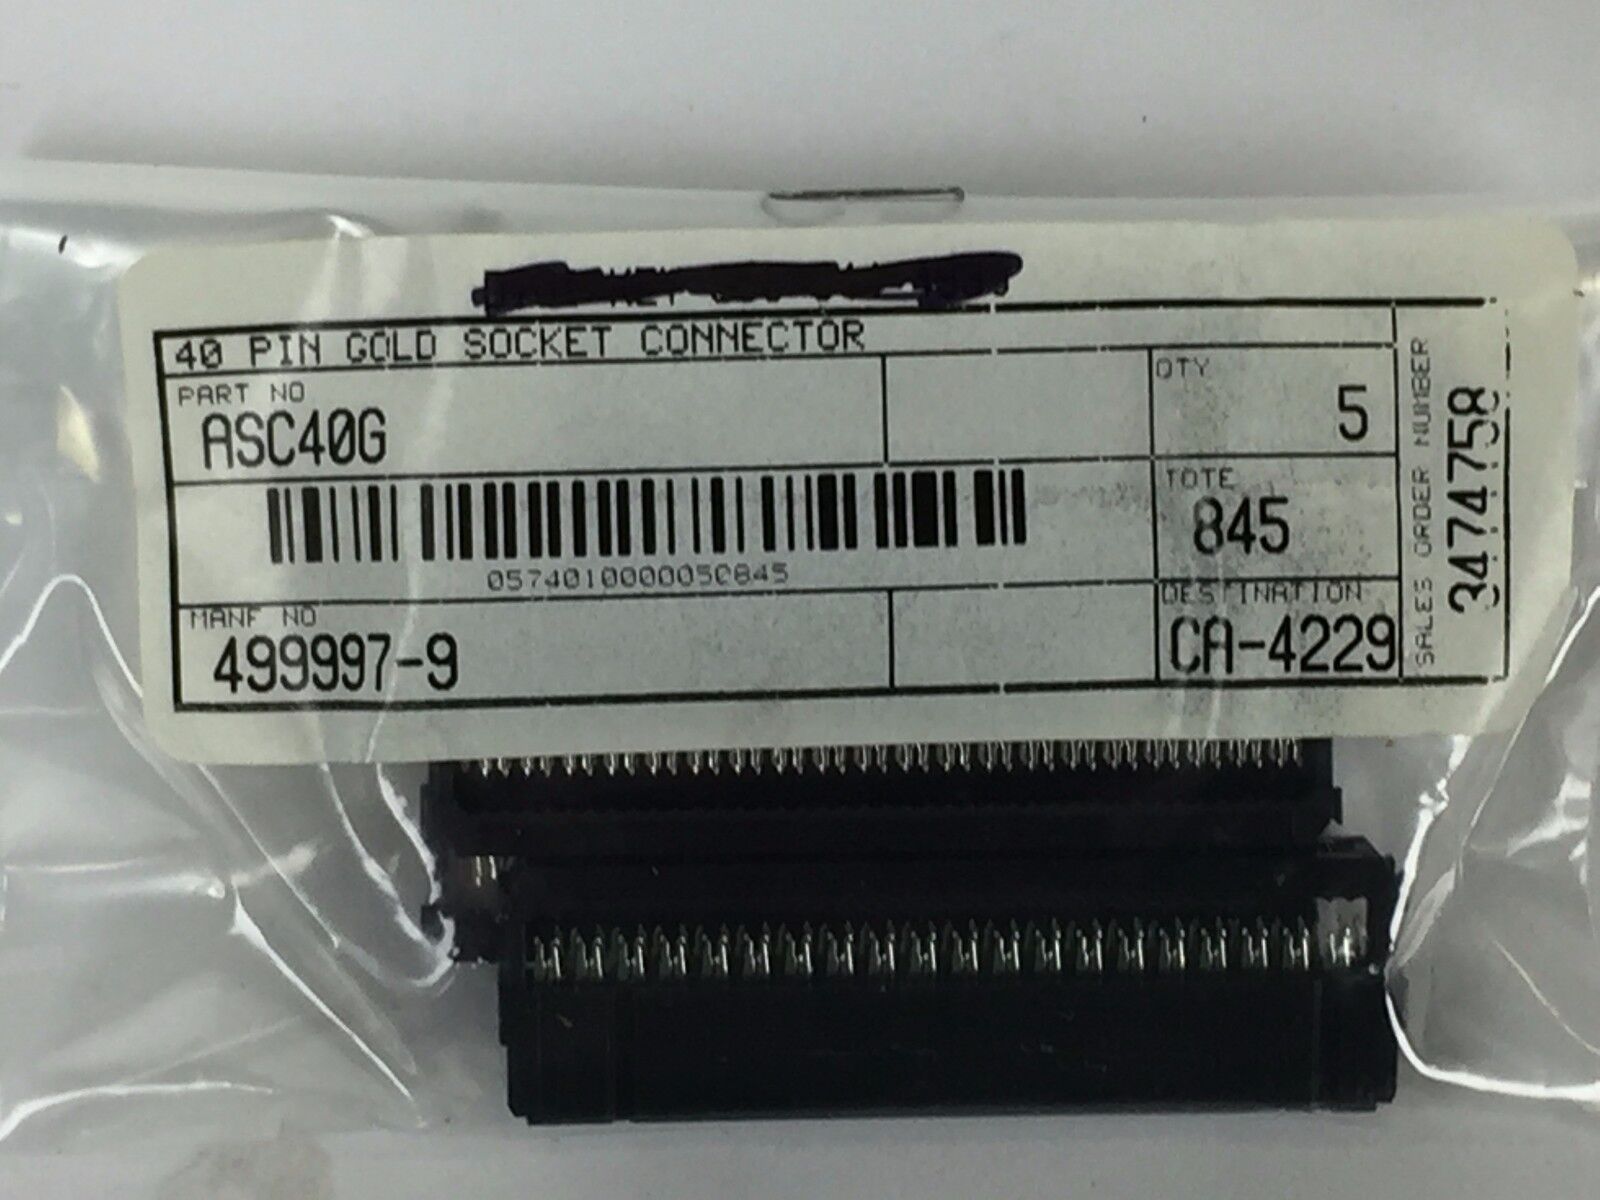 40 PIN GOLD SOCKET CONNECTOR
PART NO
ASC40G
QTY
5
0574010000050845
TOTE
845
MANF NO
499997-9
DESTINATION
CA-4229
SALES ORDER NUMBER
3474758